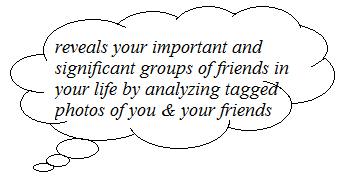 reveals your important and
significant groups of friends in
your life by analyzing tagged
photos of you & your friends